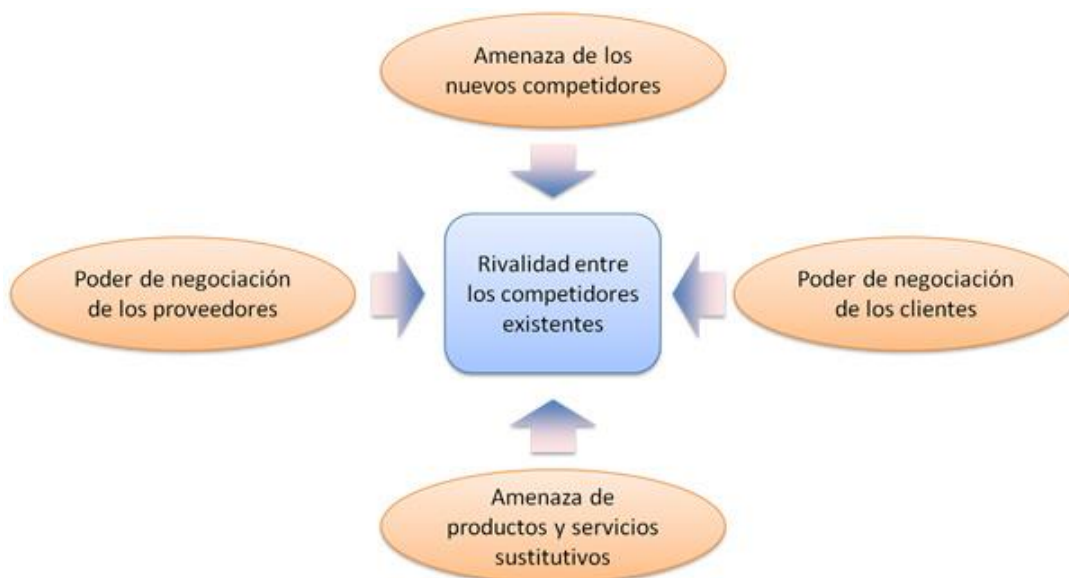 Amenaza de los
nuevos competidores
Poder de negociación
de los proveedores
Rivalidad entre
los competidores
existentes
Poder de negociación
de los clientes
Amenaza de
productos y servicios
sustitutivos